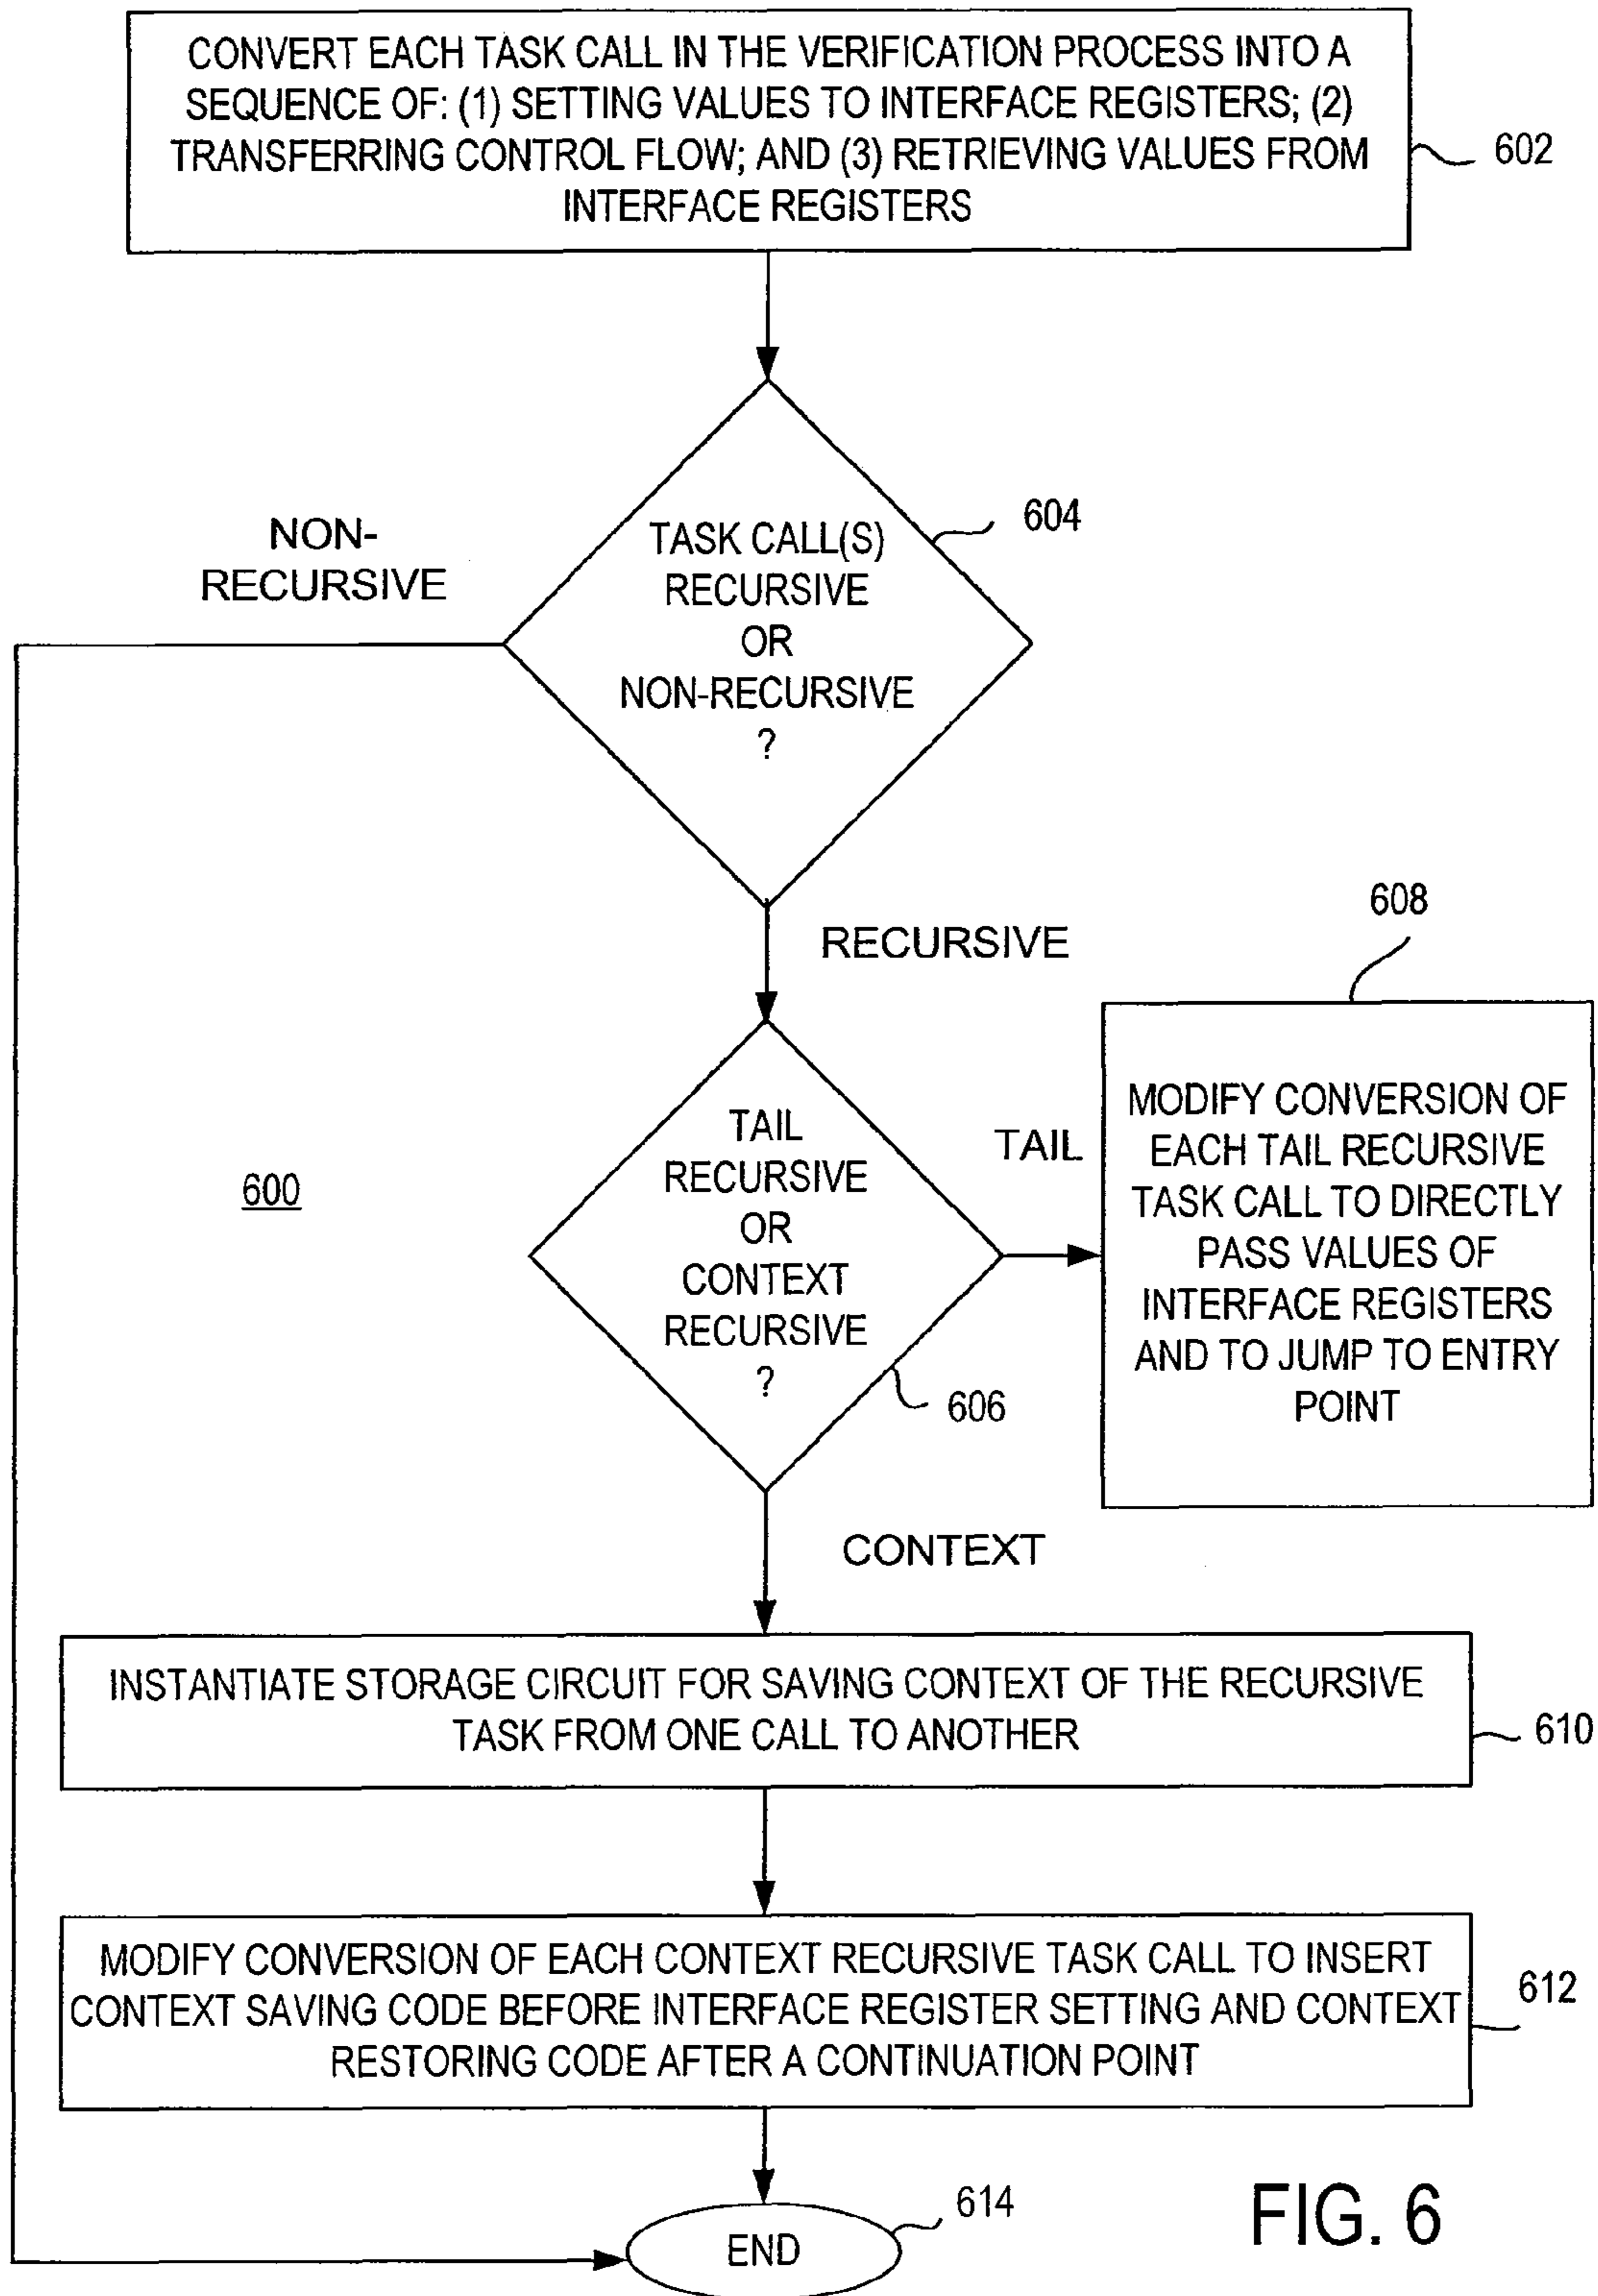 CONVERT EACH TASK CALL IN THE VERIFICATION PROCESS INTO A
SEQUENCE OF: (1) SETTING VALUES TO INTERFACE REGISTERS; (2)
TRANSFERRING CONTROL FLOW; AND (3) RETRIEVING VALUES FROM
INTERFACE REGISTERS
602
604
NON-
RECURSIVE
TASK CALL(S)
RECURSIVE
OR
NON-RECURSIVE
?
RECURSIVE
608
600
TAIL
RECURSIVE
OR
CONTEXT
RECURSIVE
?
606
TAIL
MODIFY CONVERSION OF
EACH TAIL RECURSIVE
TASK CALL TO DIRECTLY
PASS VALUES OF
INTERFACE REGISTERS
AND TO JUMP TO ENTRY
POINT
CONTEXT
INSTANTIATE STORAGE CIRCUIT FOR SAVING CONTEXT OF THE RECURSIVE
TASK FROM ONE CALL TO ANOTHER
610
MODIFY CONVERSION OF EACH CONTEXT RECURSIVE TASK CALL TO INSERT
CONTEXT SAVING CODE BEFORE INTERFACE REGISTER SETTING AND CONTEXT
RESTORING CODE AFTER A CONTINUATION POINT
612
614
END
FIG. 6